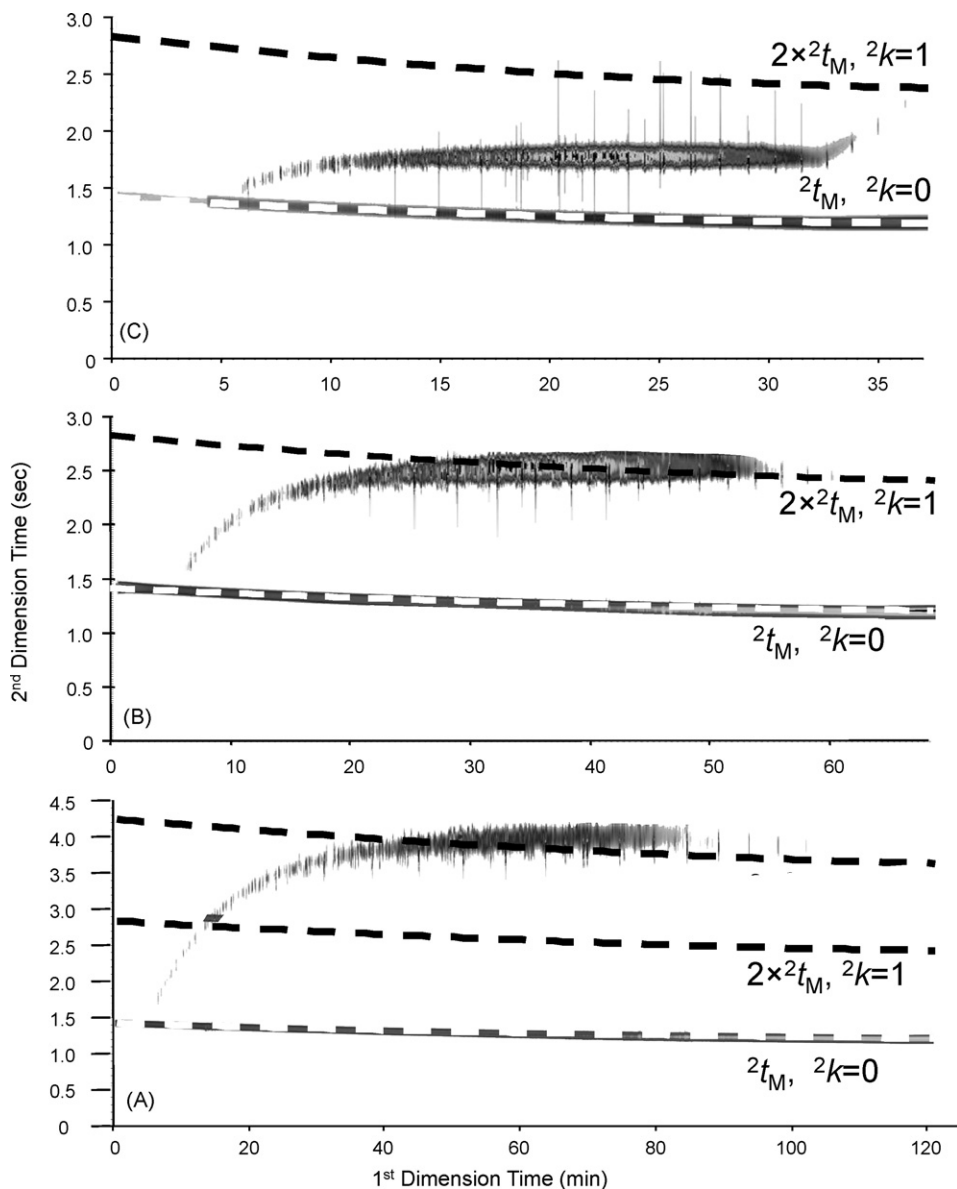 3.0
2.5
2.0
1.5
1.0
0.5
0
2×²tM, ²k=1
²tM, ²k=0
(C)
0 5 10 15 20 25 30 35
3.0
2.5
2.0
1.5
1.0
0.5
0
2×²tM, ²k=1
²tM, ²k=0
(B)
0 10 20 30 40 50 60
2nd Dimension Time (sec)
4.5
4.0
3.5
3.0
2.5
2.0
1.5
1.0
0.5
0
2×²tM, ²k=1
²tM, ²k=0
(A)
0 20 40 60 80 100 120
1st Dimension Time (min)